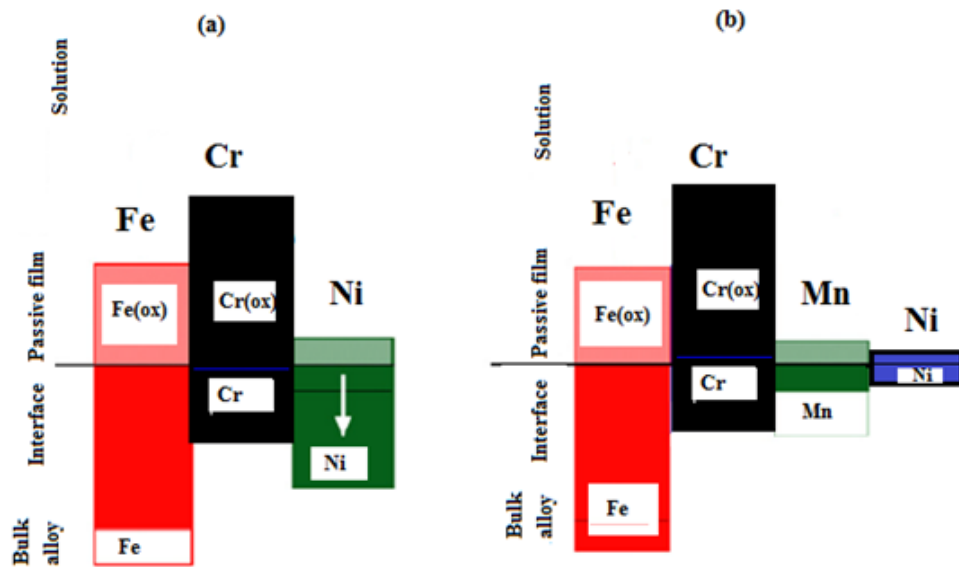 (a)
Solution
Passive film
Interface
Bulk
alloy
Fe
Cr
Ni
Fe(ox)
Cr(ox)
Cr
Ni
Fe
(b)
Solution
Passive film
Interface
Bulk
alloy
Fe
Cr
Mn
Ni
Fe(ox)
Cr(ox)
Cr
Ni
Mn
Fe